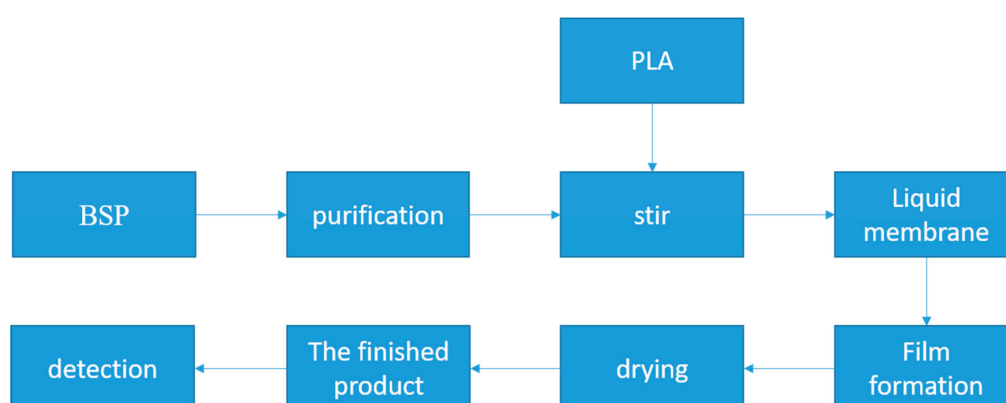 PLA
BSP
purification
stir
Liquid
membrane
detection
The finished
product
drying
Film
formation